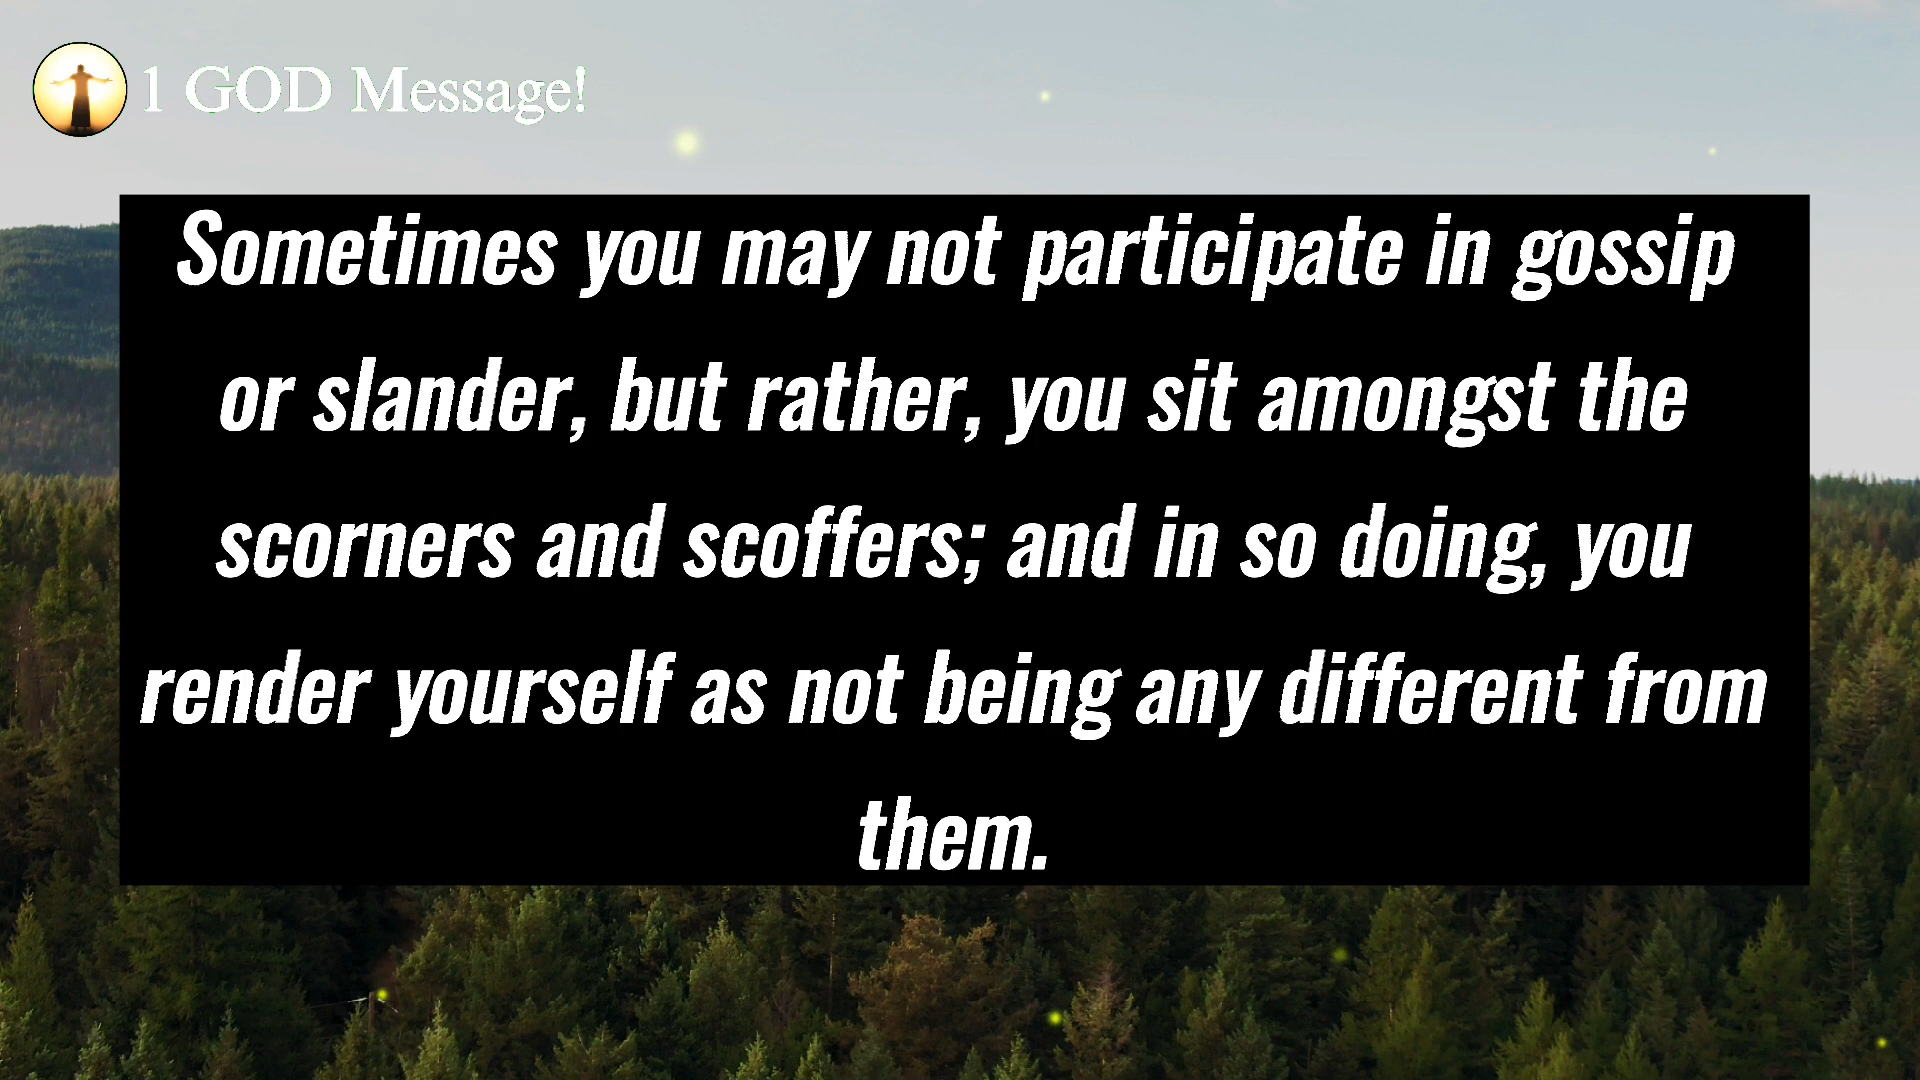 1 GOD Message!
Sometimes you may not participate in gossip
or slander, but rather, you sit amongst the
scorners and scoffers; and in so doing, you
render yourself as not being any different from
them.